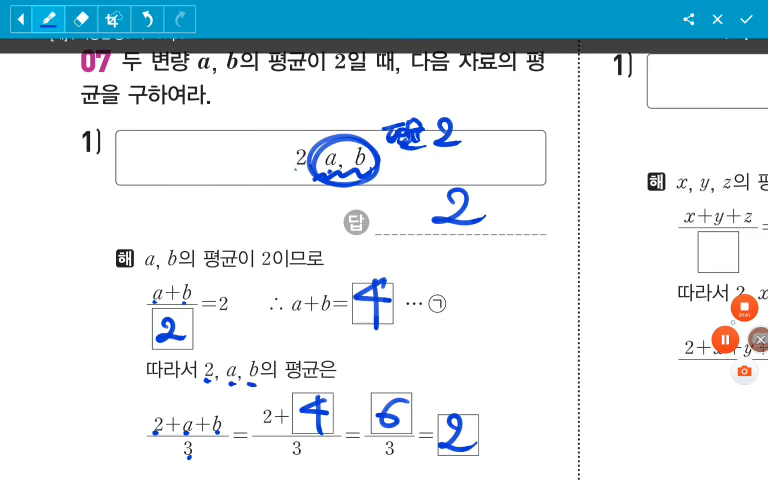 07 두 변량 a, b의 평균이 2일 때, 다음 자료의 평
균을 구하여라.
1)
2, a, b
2
답
2
해 a, b의 평균이 2이므로
a+b/2 =2 ∴ a+b= 4 … ㉠
따라서 2, a, b의 평균은
2+a+b/3 = 2+4/3 = 6/3 = 2
1)
해 x, y, z의 평
x+y+z
따라서 2, x
2+x+y+